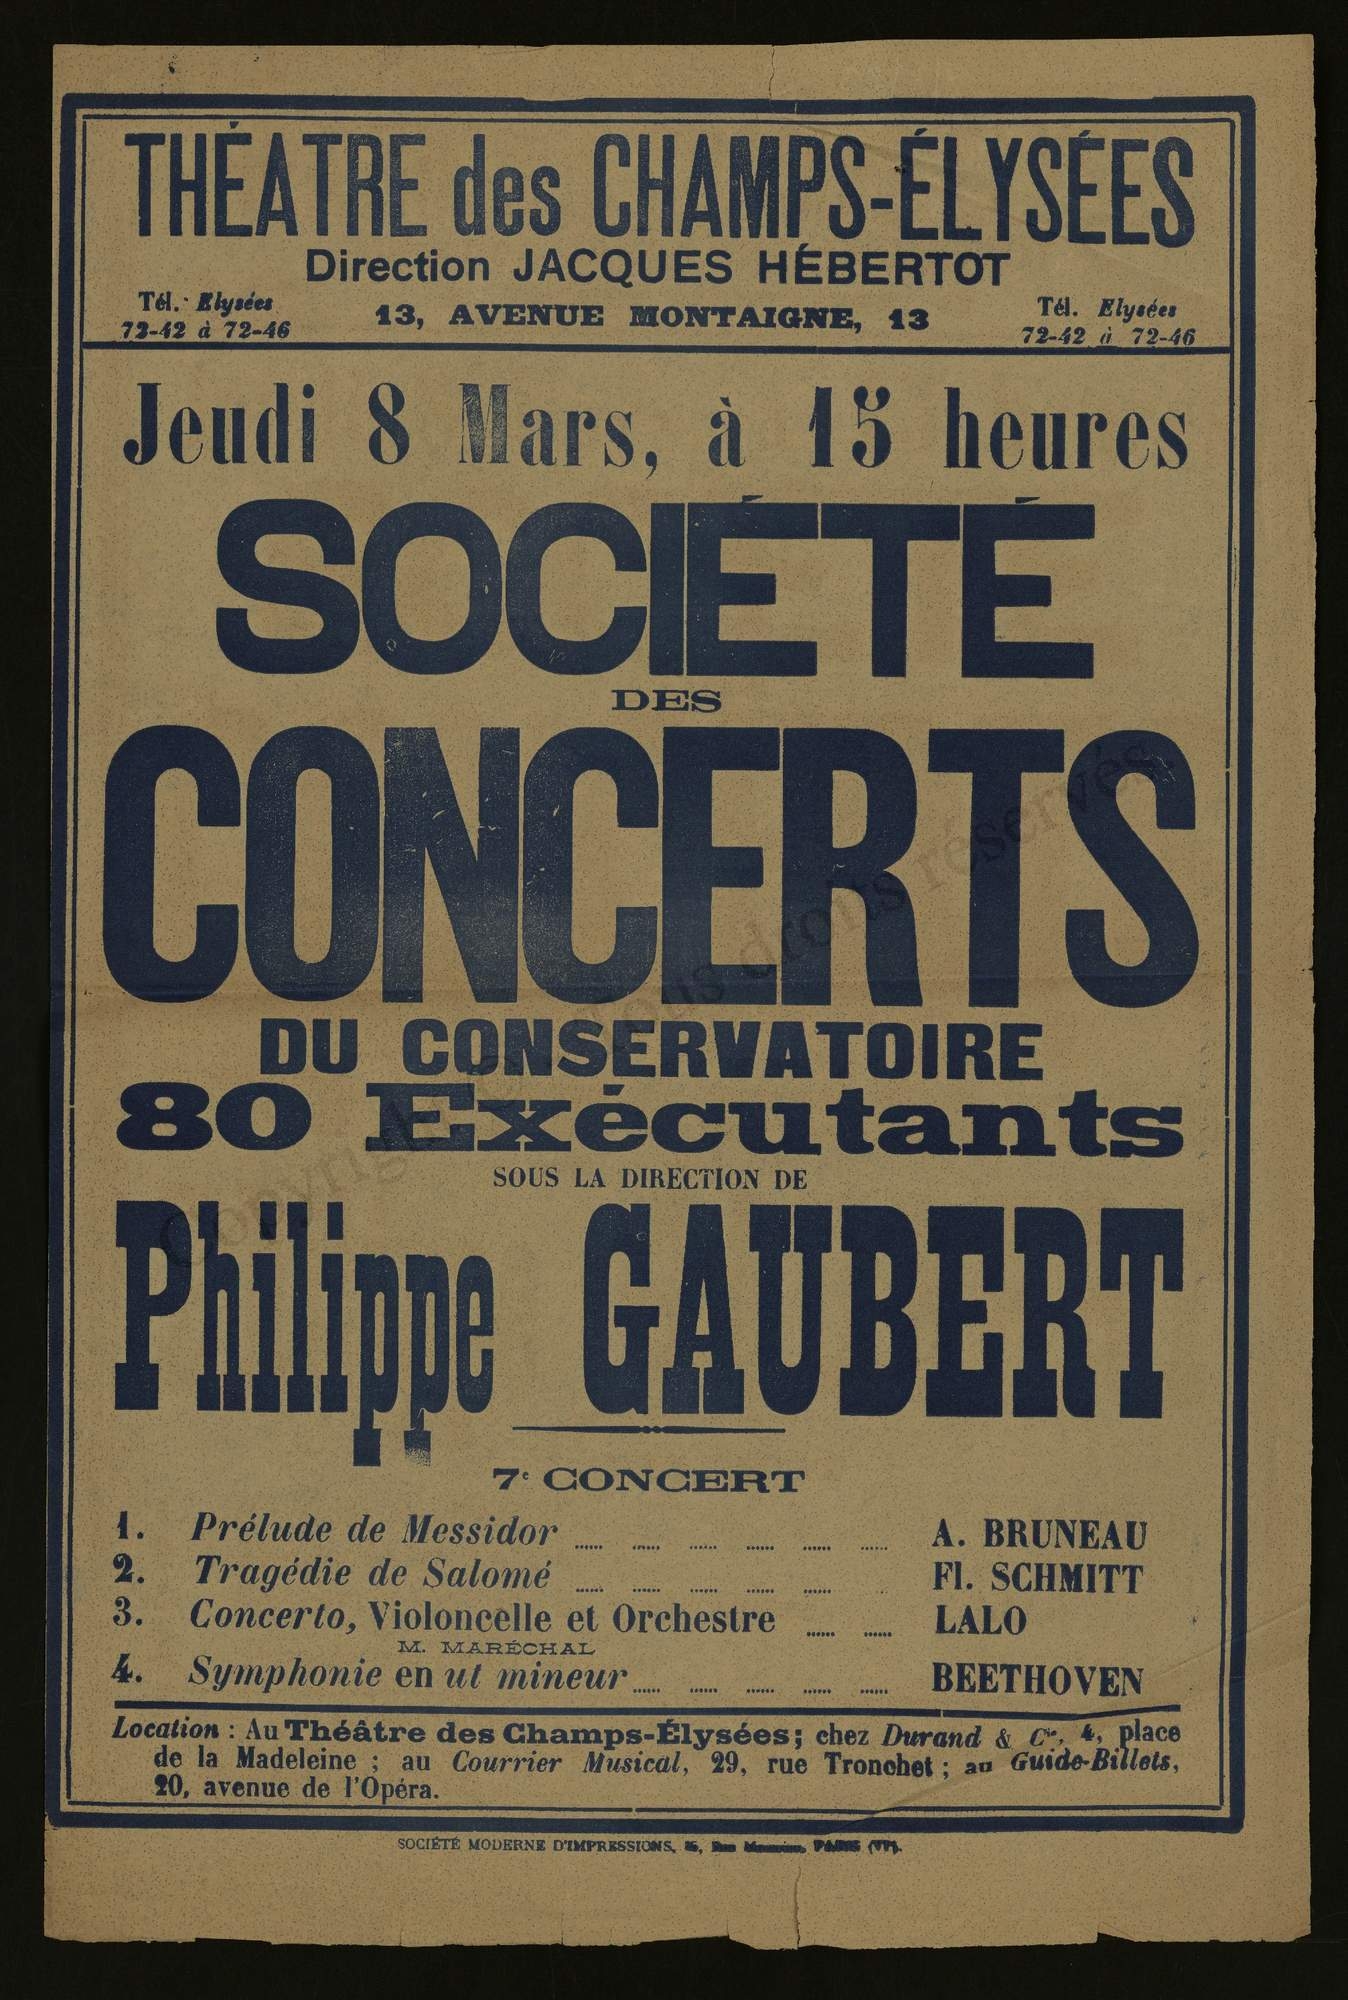 THÉATRE des CHAMPS-ÉLYSÉES
Direction JACQUES HÉBERTOT
Tél. Elysées
72-42 à 72-46
13, AVENUE MONTAIGNE, 13
Tél. Elysées
72-42 à 72-46
Jeudi 8 Mars, à 15 heures
SOCIÉTÉ
DES
CONCERTS
DU CONSERVATOIRE
80 Exécutants
SOUS LA DIRECTION DE
Philippe GAUBERT
7e CONCERT
1. Prélude de Messidor ...... ...... ...... ...... ...... ...... A. BRUNEAU
2. Tragédie de Salomé ...... ...... ...... ...... ...... Fl. SCHMITT
3. Concerto, Violoncelle et Orchestre ...... ...... LALO
M. MARÉCHAL
4. Symphonie en ut mineur ...... ...... ...... ...... ...... BEETHOVEN
Location : Au Théâtre des Champs-Élysées ; chez Durand & Cie, 4, place
de la Madeleine ; au Courrier Musical, 29, rue Tronchet ; au Guide-Billets,
20, avenue de l'Opéra.
SOCIÉTÉ MODERNE D'IMPRESSIONS, Rue PARIS
Copyright © Tous droits réservés.